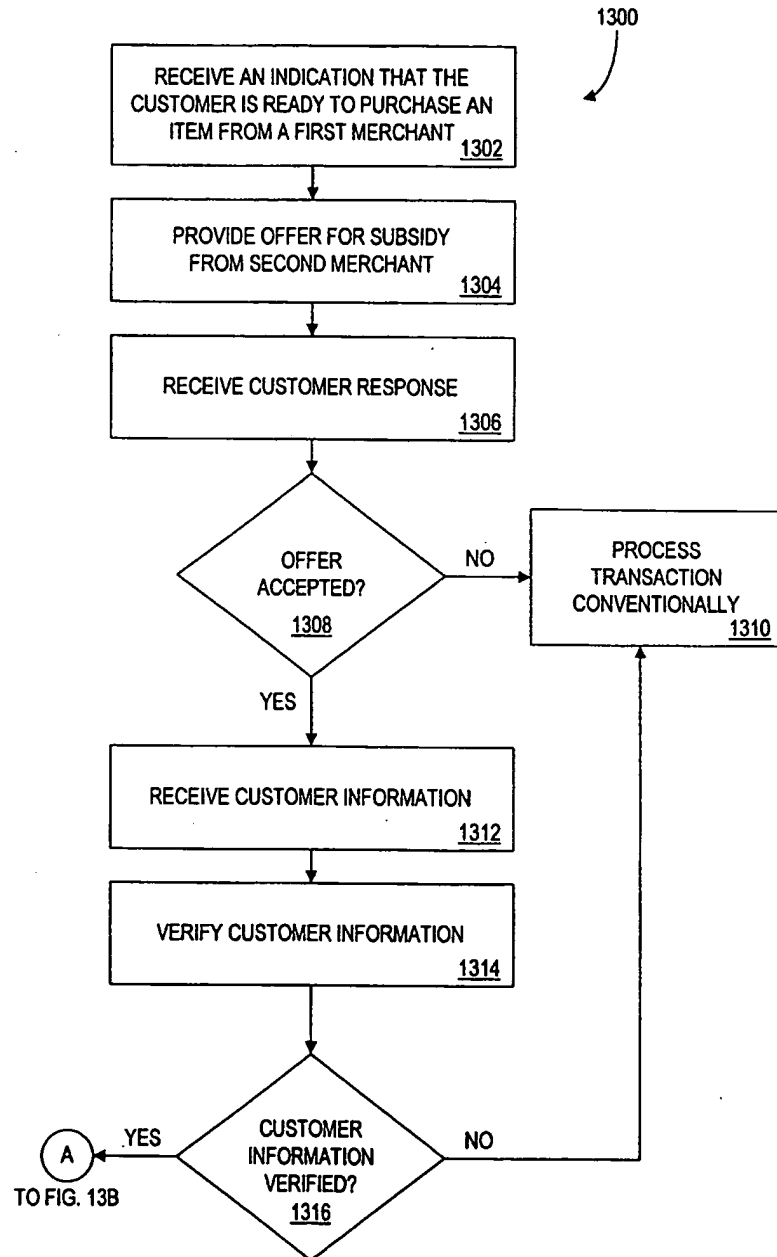 1300
RECEIVE AN INDICATION THAT THE
CUSTOMER IS READY TO PURCHASE AN
ITEM FROM A FIRST MERCHANT
1302
PROVIDE OFFER FOR SUBSIDY
FROM SECOND MERCHANT
1304
RECEIVE CUSTOMER RESPONSE
1306
OFFER
ACCEPTED?
1308
NO
PROCESS
TRANSACTION
CONVENTIONALLY
1310
YES
RECEIVE CUSTOMER INFORMATION
1312
VERIFY CUSTOMER INFORMATION
1314
CUSTOMER
INFORMATION
VERIFIED?
1316
YES
NO
A
TO FIG. 13B